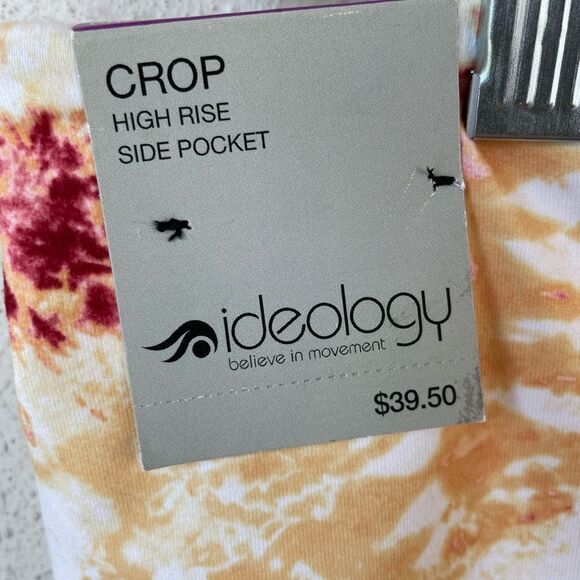 CROP
HIGH RISE
SIDE POCKET
ideology
believe in movement
$39.50